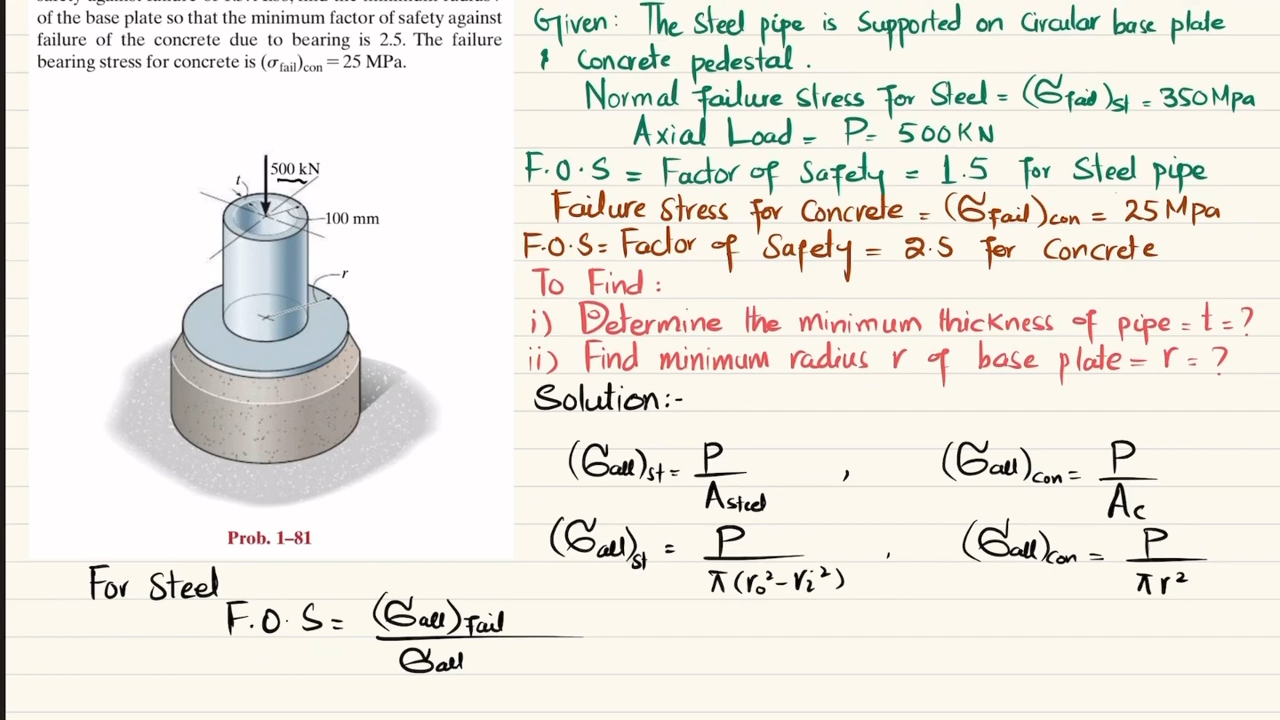 of the base plate so that the minimum factor of safety against
failure of the concrete due to bearing is 2.5. The failure
bearing stress for concrete is (σfail)con = 25 MPa.
500 kN
t
100 mm
r
Prob. 1–81
Given: The Steel pipe is Supported on Circular base plate
& Concrete pedestal.
Normal failure stress for Steel = (σfail)st = 350 MPa
Axial Load = P = 500 KN
F.O.S = Factor of Safety = 1.5 for Steel pipe
Failure Stress for Concrete = (σfail)con = 25 MPa
F.O.S = Factor of Safety = 2.5 for Concrete
To Find:
i) Determine the minimum thickness of pipe = t = ?
ii) Find minimum radius r of base plate = r = ?
Solution:-
(σall)st = P / Asteel , (σall)con = P / Ac
(σall)st = P / π(ro² - ri²) , (σall)con = P / πr²
For Steel
F.O.S = (σall)fail / σall